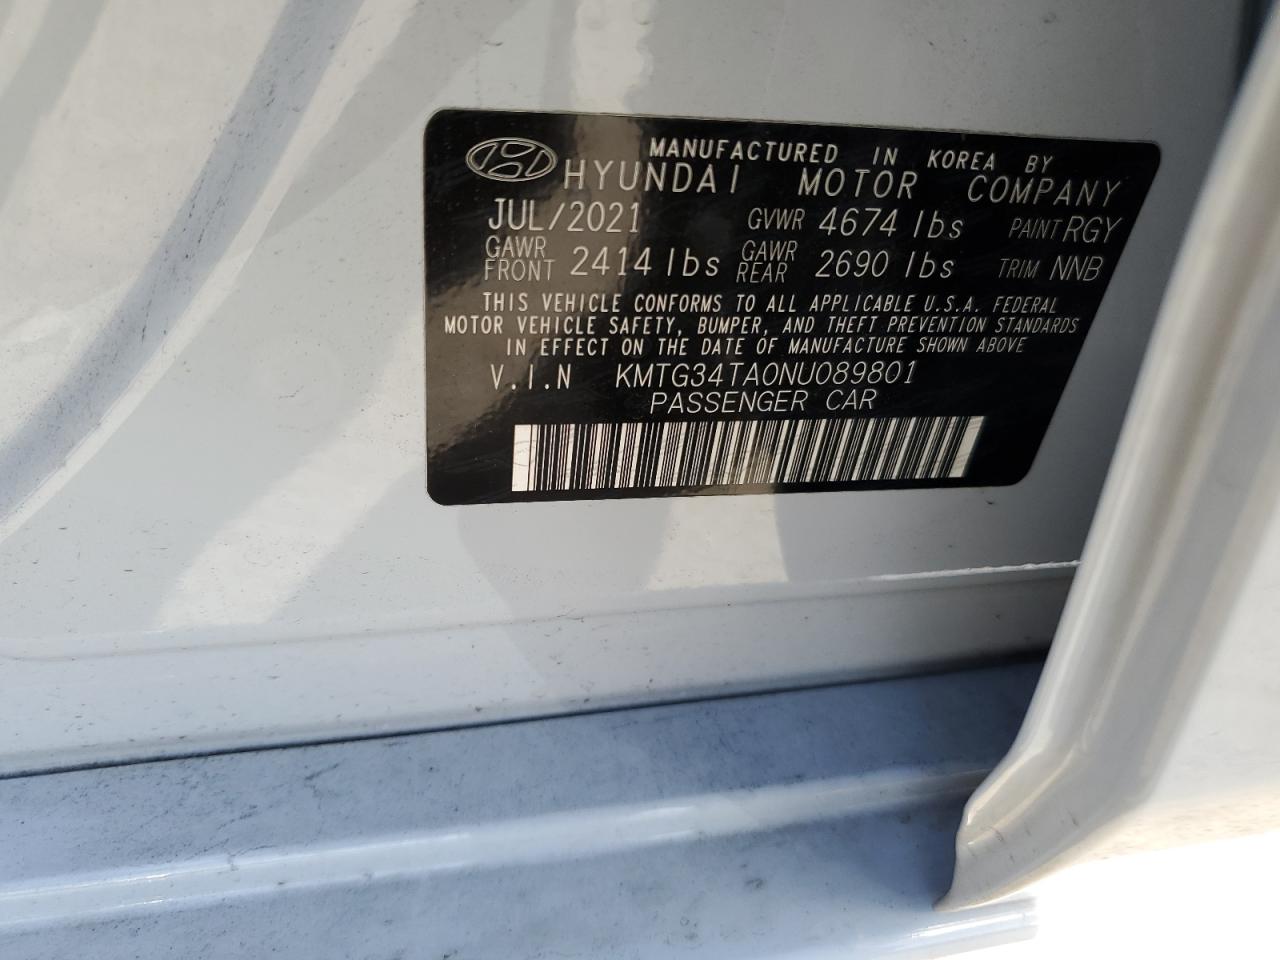 MANUFACTURED IN KOREA BY
HYUNDAI MOTOR COMPANY
JUL/2021 GVWR 4674 lbs PAINT RGY
GAWR FRONT 2414 lbs GAWR REAR 2690 lbs TRIM NNB
THIS VEHICLE CONFORMS TO ALL APPLICABLE U.S.A. FEDERAL
MOTOR VEHICLE SAFETY, BUMPER, AND THEFT PREVENTION STANDARDS
IN EFFECT ON THE DATE OF MANUFACTURE SHOWN ABOVE
V.I.N KMTG34TA0NU089801
PASSENGER CAR